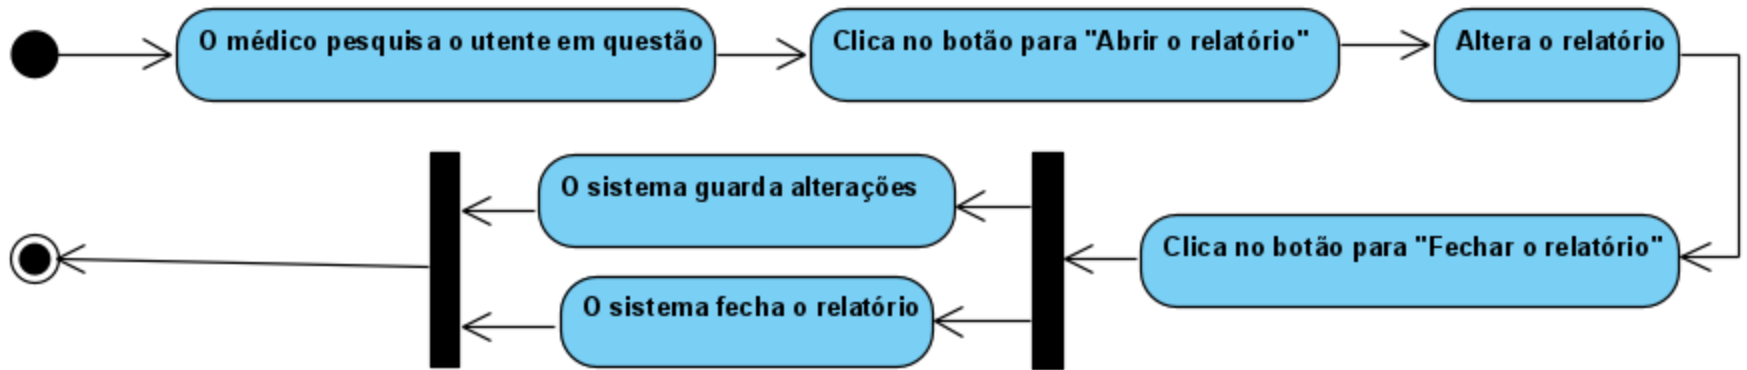 O médico pesquisa o utente em questão
Clica no botão para "Abrir o relatório"
Altera o relatório
O sistema guarda alterações
Clica no botão para "Fechar o relatório"
O sistema fecha o relatório